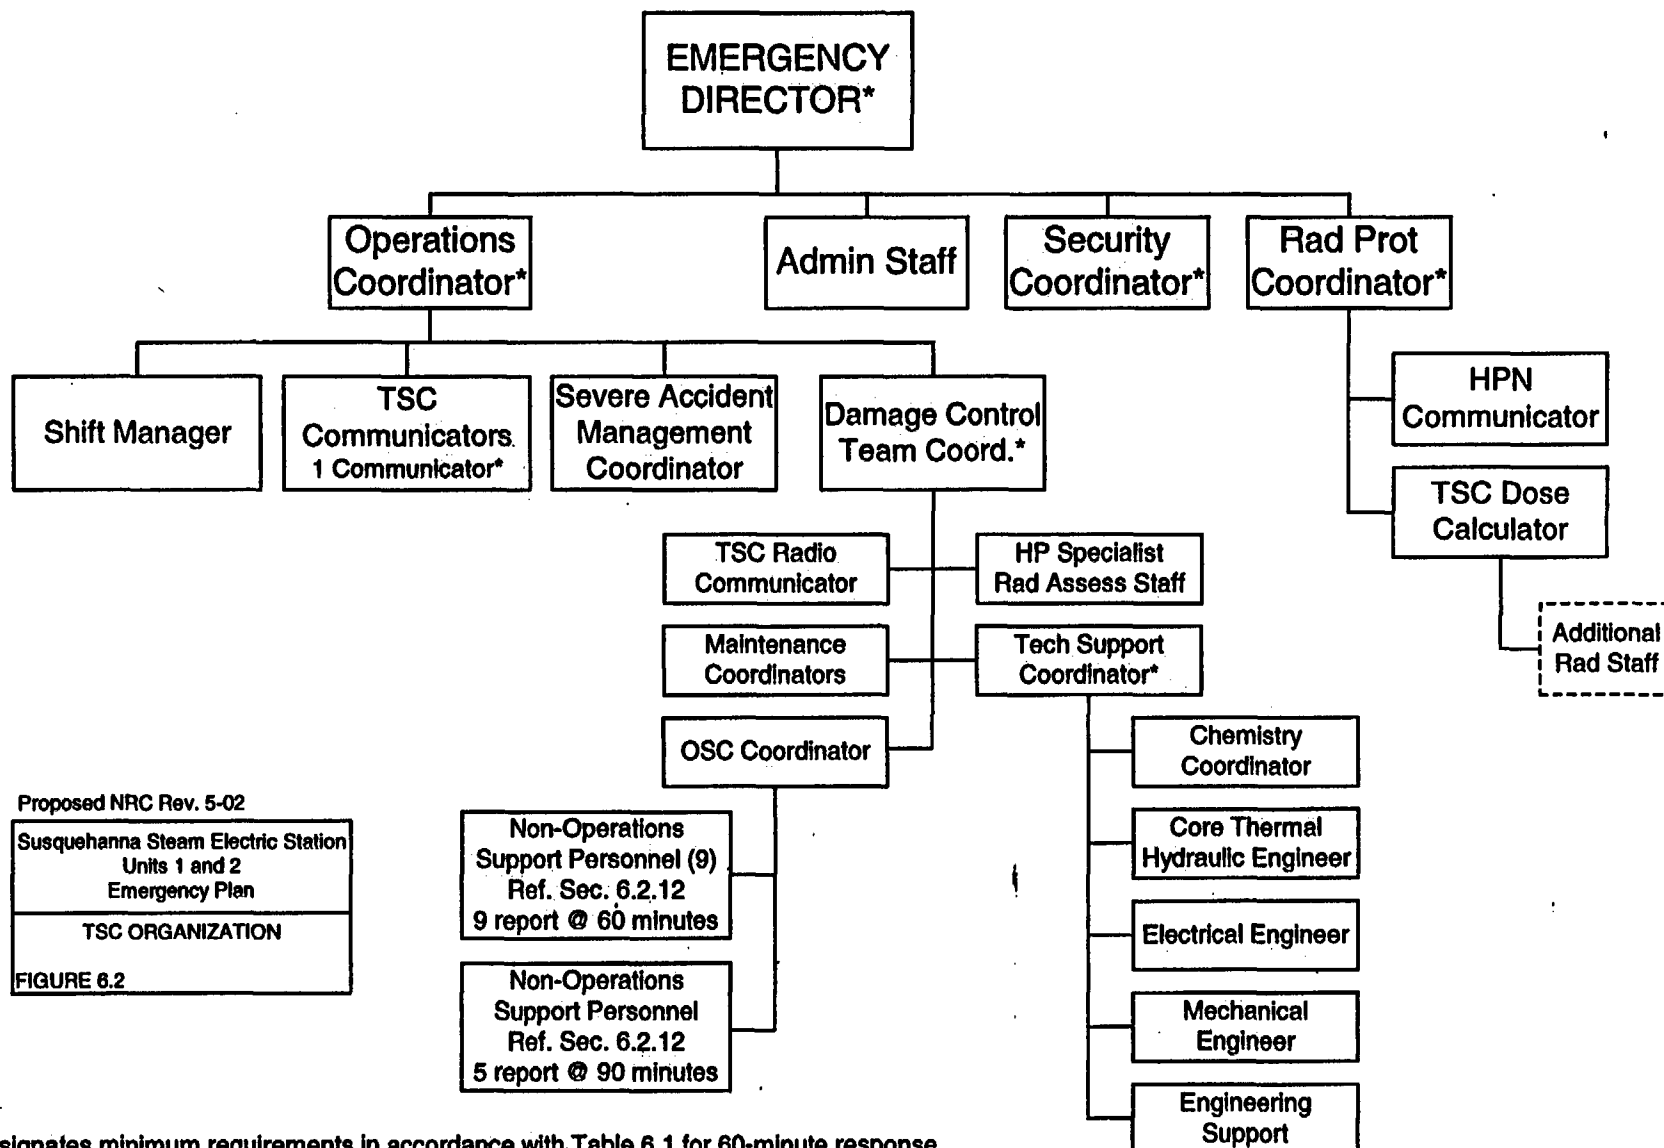 EMERGENCY
DIRECTOR*
Operations
Coordinator*
Admin Staff
Security
Coordinator*
Rad Prot
Coordinator*
Shift Manager
TSC
Communicators
1 Communicator*
Severe Accident
Management
Coordinator
Damage Control
Team Coord.*
HPN
Communicator
TSC Dose
Calculator
Additional
Rad Staff
TSC Radio
Communicator
HP Specialist
Rad Assess Staff
Maintenance
Coordinators
Tech Support
Coordinator*
OSC Coordinator
Chemistry
Coordinator
Core Thermal
Hydraulic Engineer
Electrical Engineer
Mechanical
Engineer
Engineering
Support
Non-Operations
Support Personnel (9)
Ref. Sec. 6.2.12
9 report @ 60 minutes
Non-Operations
Support Personnel
Ref. Sec. 6.2.12
5 report @ 90 minutes
Proposed NRC Rev. 5-02
Susquehanna Steam Electric Station
Units 1 and 2
Emergency Plan
TSC ORGANIZATION
FIGURE 6.2
signates minimum requirements in accordance with Table 6.1 for 60-minute response